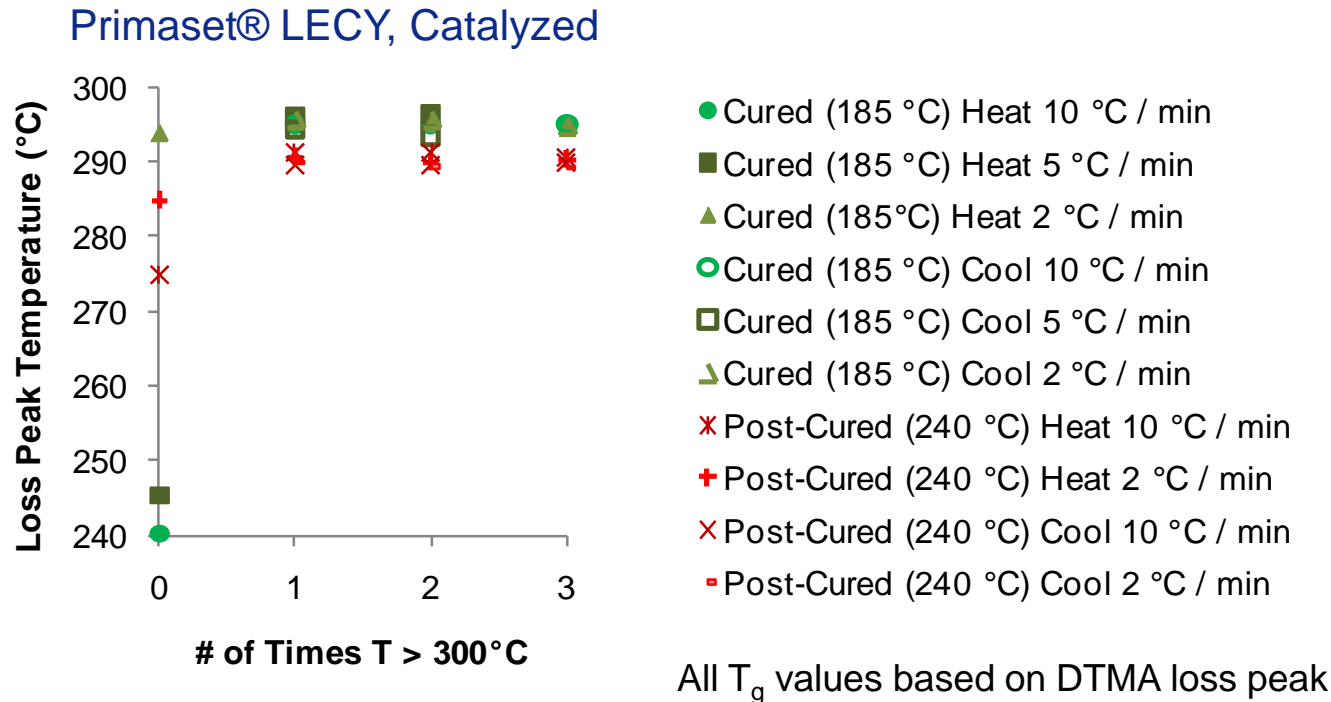 Primaset® LECY, Catalyzed
Loss Peak Temperature (°C)
300
290
280
270
260
250
240
0 1 2 3
# of Times T > 300°C
Cured (185 °C) Heat 10 °C / min
Cured (185 °C) Heat 5 °C / min
Cured (185°C) Heat 2 °C / min
Cured (185 °C) Cool 10 °C / min
Cured (185 °C) Cool 5 °C / min
Cured (185 °C) Cool 2 °C / min
Post-Cured (240 °C) Heat 10 °C / min
Post-Cured (240 °C) Heat 2 °C / min
Post-Cured (240 °C) Cool 10 °C / min
Post-Cured (240 °C) Cool 2 °C / min
All Tg values based on DTMA loss peak